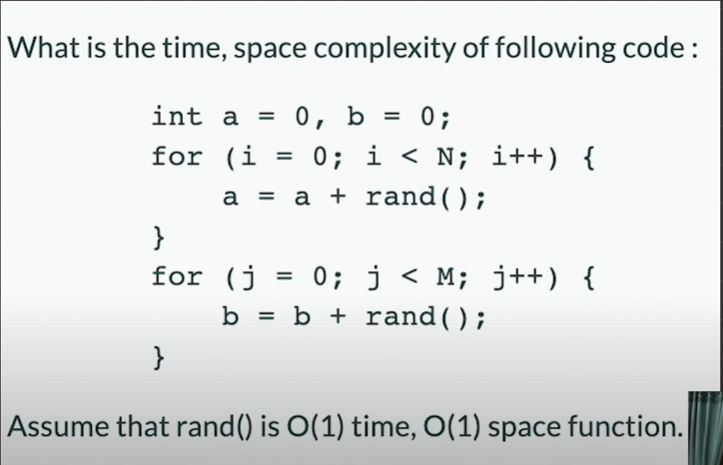 What is the time, space complexity of following code :
int a = 0, b = 0;
for (i = 0; i < N; i++) {
a = a + rand();
}
for (j = 0; j < M; j++) {
b = b + rand();
}
Assume that rand() is O(1) time, O(1) space function.